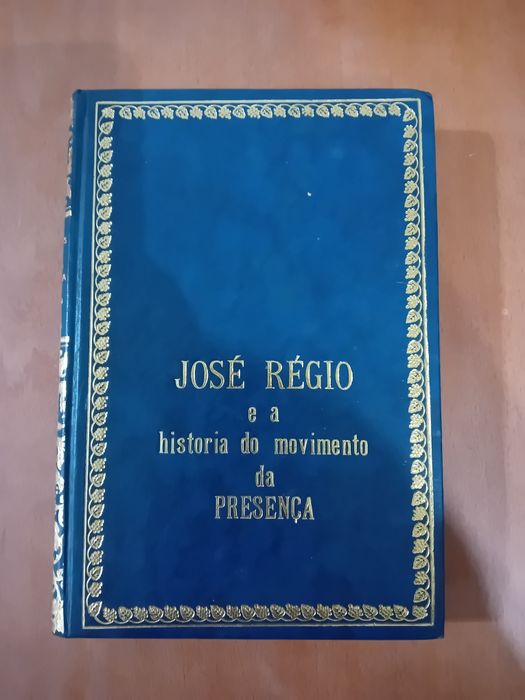 JOSÉ RÉGIO
e a
historia do movimento
da
PRESENÇA